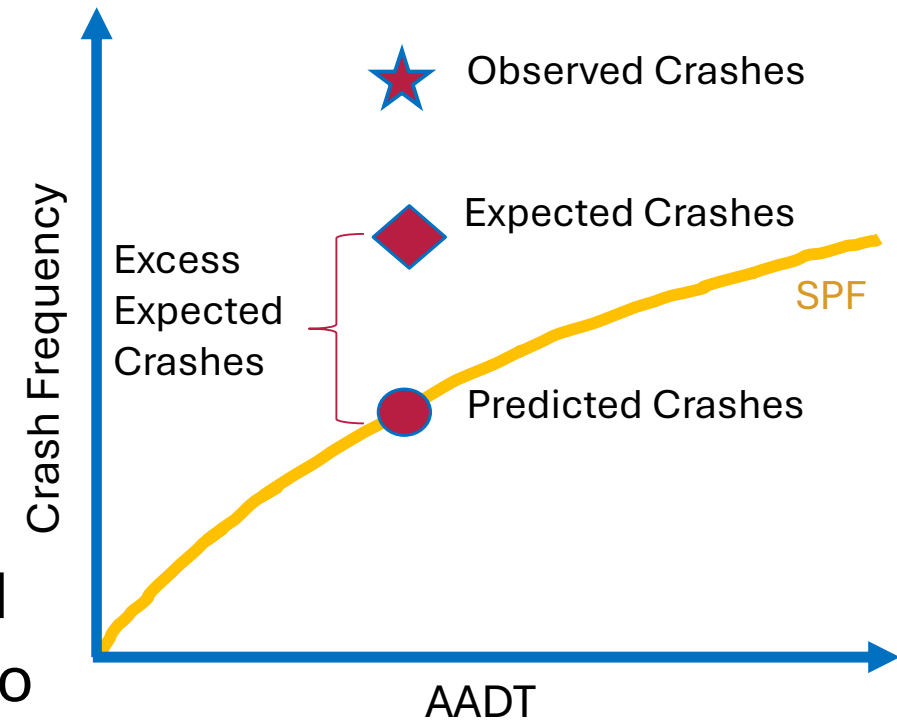 Observed Crashes
Expected Crashes
Excess
Expected
Crashes
SPF
Predicted Crashes
Crash Frequency
o
AADT